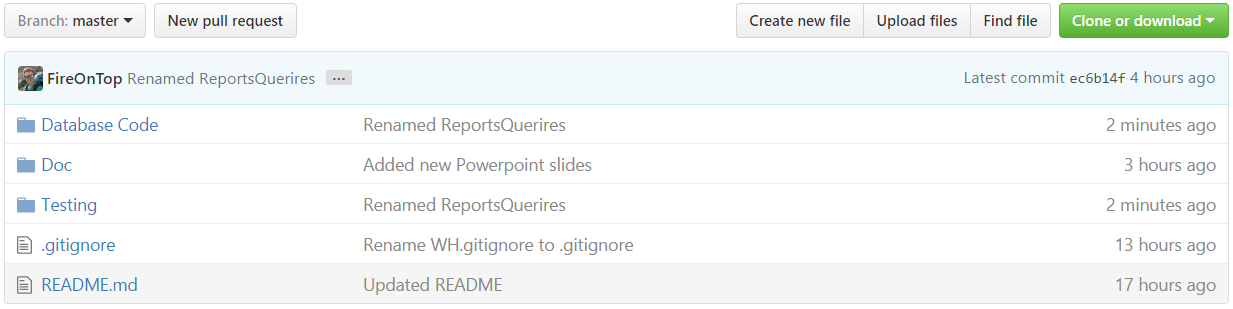 Branch: master New pull request Create new file Upload files Find file Clone or download
FireOnTop Renamed ReportsQuerires ... Latest commit ec6b14f 4 hours ago
Database Code Renamed ReportsQuerires 2 minutes ago
Doc Added new Powerpoint slides 3 hours ago
Testing Renamed ReportsQuerires 2 minutes ago
.gitignore Rename WH.gitignore to .gitignore 13 hours ago
README.md Updated README 17 hours ago